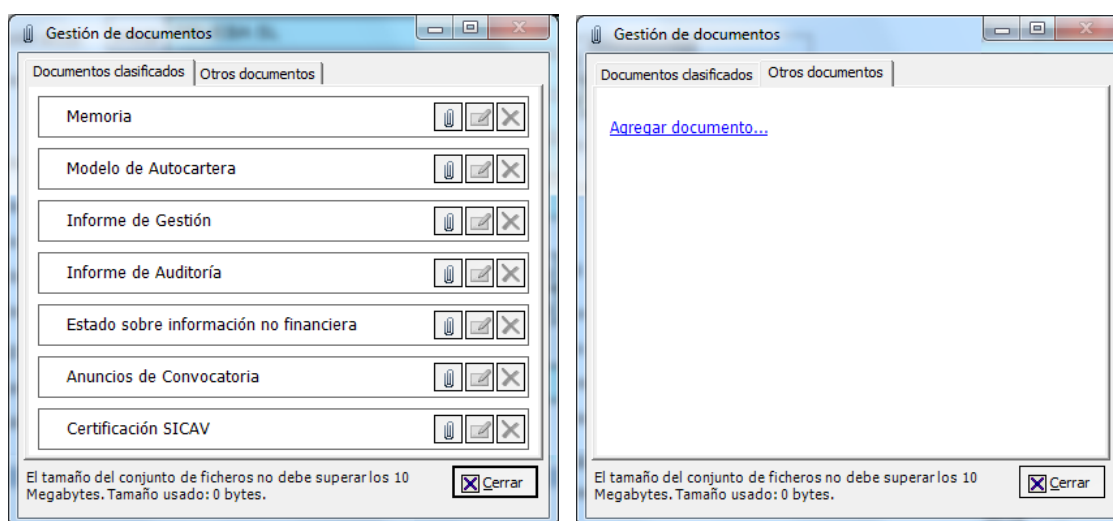 Gestión de documentos
Documentos clasificados Otros documentos
Memoria
Modelo de Autocartera
Informe de Gestión
Informe de Auditoría
Estado sobre información no financiera
Anuncios de Convocatoria
Certificación SICAV
El tamaño del conjunto de ficheros no debe superar los 10
Megabytes. Tamaño usado: 0 bytes.
Cerrar
Gestión de documentos
Documentos clasificados Otros documentos
Agregar documento...
El tamaño del conjunto de ficheros no debe superar los 10
Megabytes. Tamaño usado: 0 bytes.
Cerrar